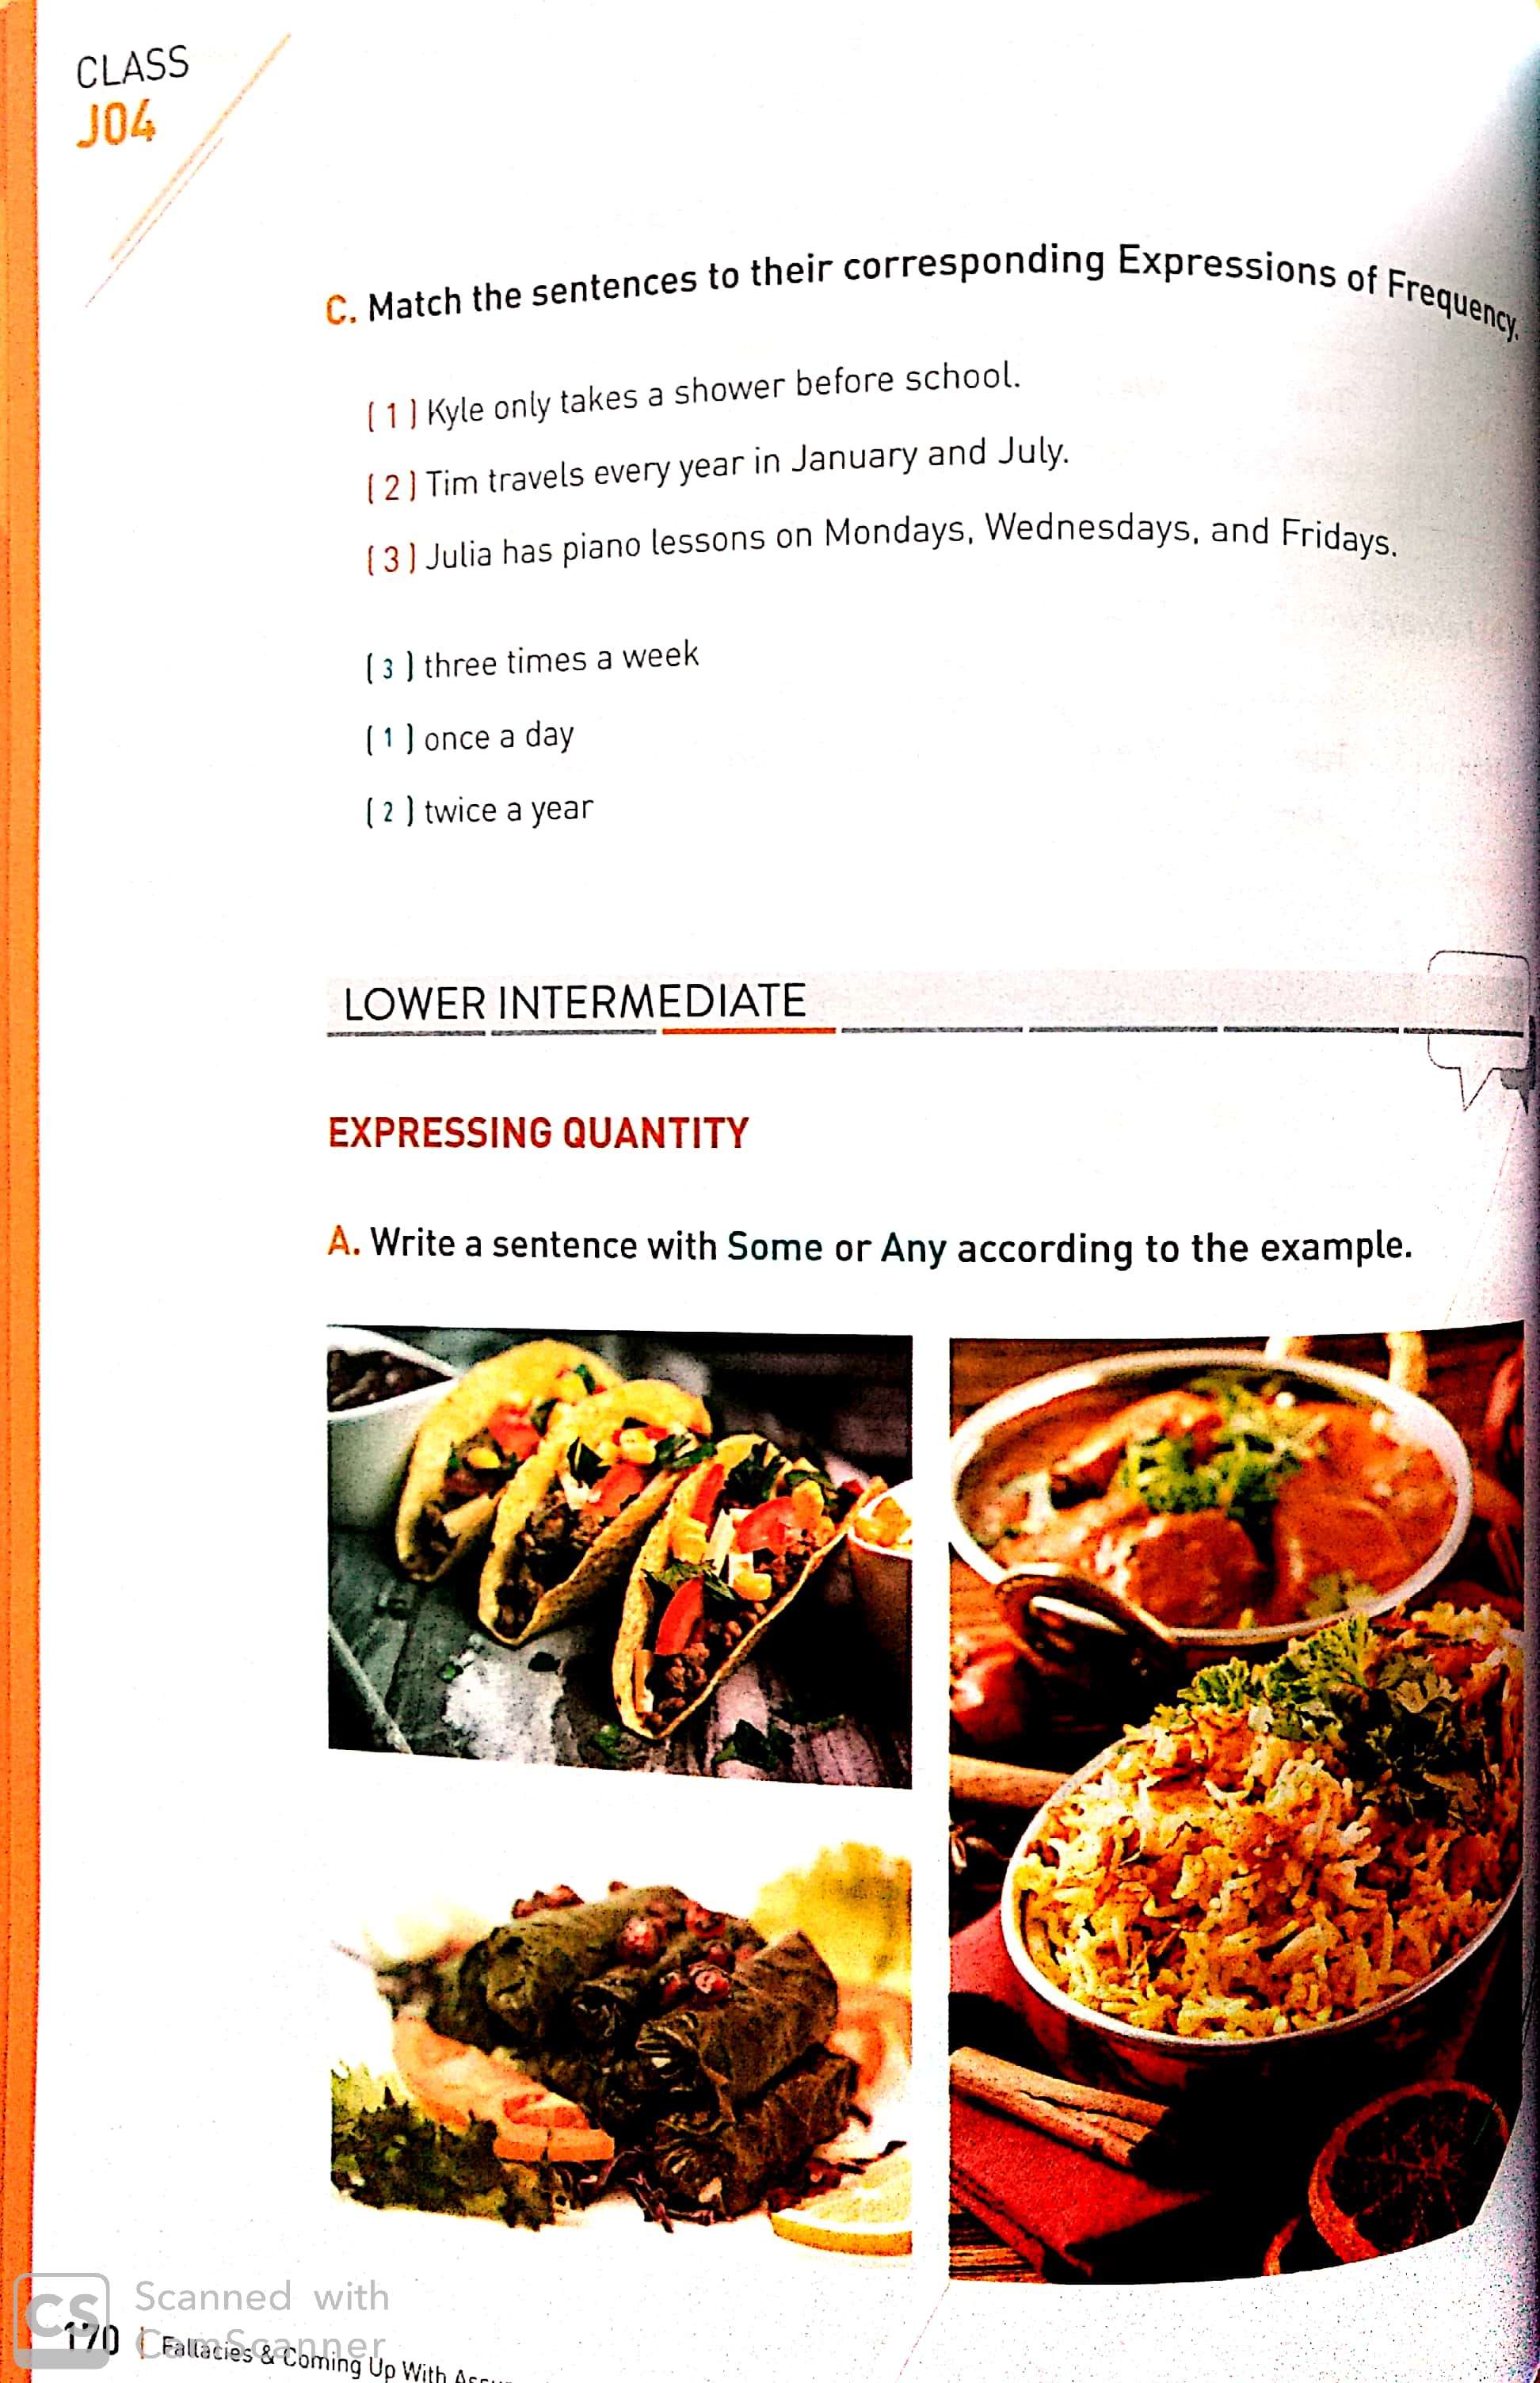 CLASS
J04
C. Match the sentences to their corresponding Expressions of Frequency.
( 1 ) Kyle only takes a shower before school.
( 2 ) Tim travels every year in January and July.
( 3 ) Julia has piano lessons on Mondays, Wednesdays, and Fridays.
( 3 ) three times a week
( 1 ) once a day
( 2 ) twice a year
LOWER INTERMEDIATE
EXPRESSING QUANTITY
A. Write a sentence with Some or Any according to the example.
CS
Scanned with
CamScanner
170 | Fallacies & Coming Up With